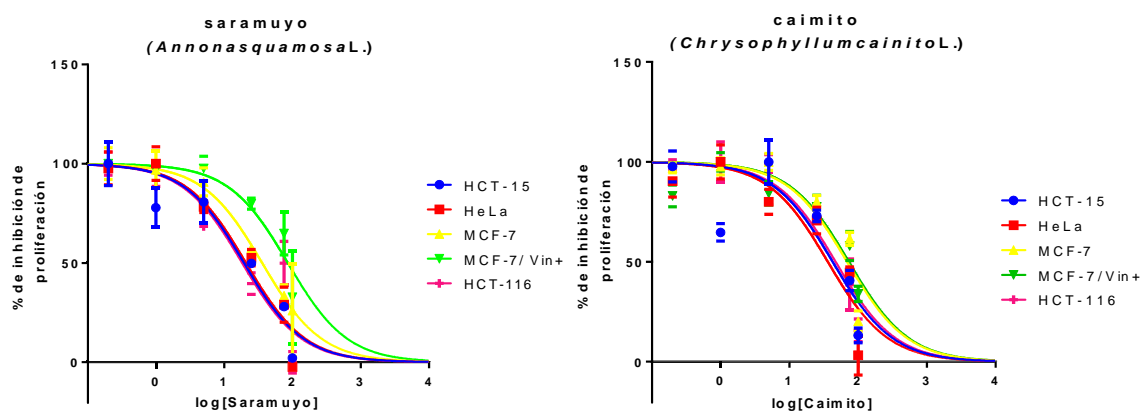 saramuyo
(AnnonasquamosaL.)
150
100
50
0
% de inhibición de
proliferación
0
1
2
3
4
log[Saramuyo]
HCT-15
HeLa
MCF-7
MCF-7/Vin+
HCT-116
caimito
(ChrysophyllumcainitoL.)
150
100
50
0
% de inhibición de
proliferación
0
1
2
3
4
log[Caimito]
HCT-15
HeLa
MCF-7
MCF-7/Vin+
HCT-116